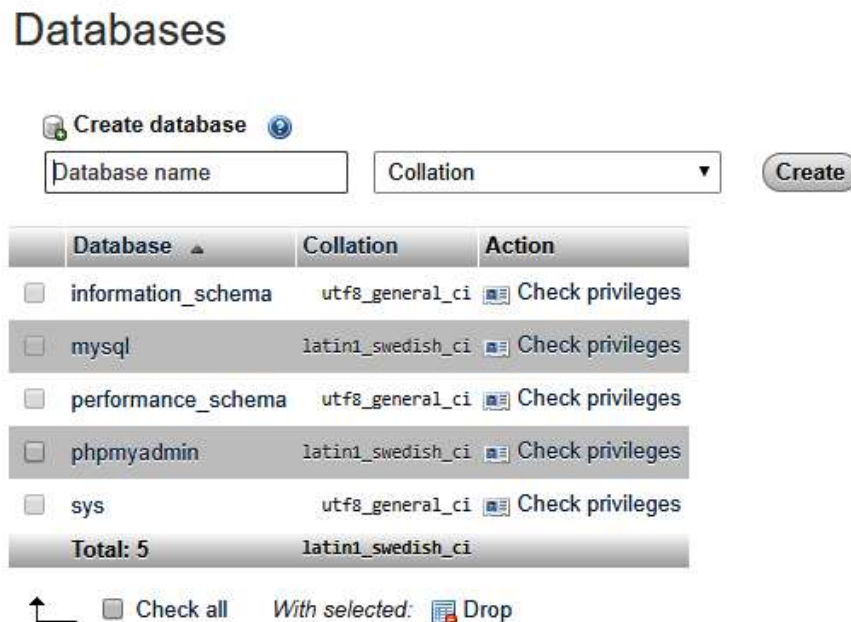 Databases
Create database
Database name Collation Create
Database Collation Action
information_schema utf8_general_ci Check privileges
mysql latin1_swedish_ci Check privileges
performance_schema utf8_general_ci Check privileges
phpmyadmin latin1_swedish_ci Check privileges
sys utf8_general_ci Check privileges
Total: 5 latin1_swedish_ci
Check all With selected: Drop